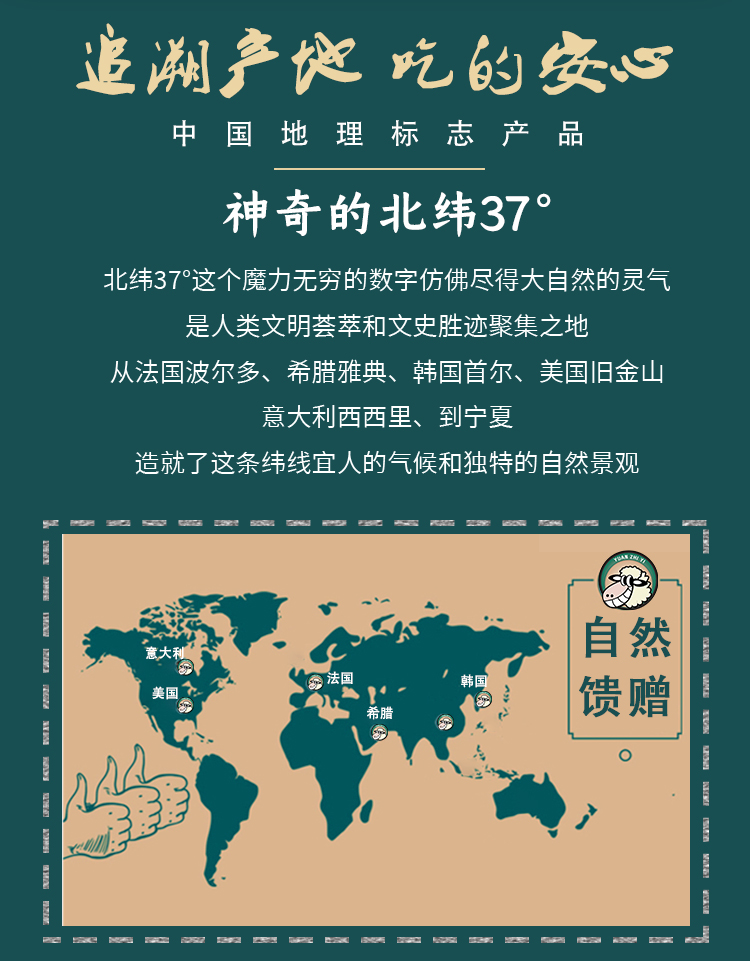 追溯产地 吃的安心
中国地理标志产品
神奇的北纬37°
北纬37°这个魔力无穷的数字仿佛尽得大自然的灵气
是人类文明荟萃和文史胜迹聚集之地
从法国波尔多、希腊雅典、韩国首尔、美国旧金山
意大利西西里、到宁夏
造就了这条纬线宜人的气候和独特的自然景观
YUAN ZHI YI
自然
馈赠
意大利
美国
法国
希腊
韩国